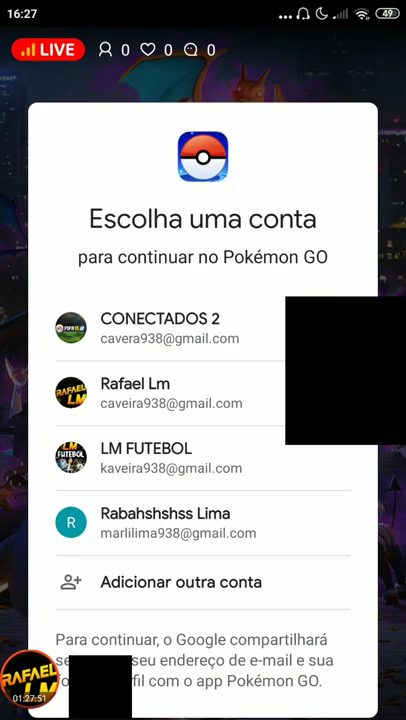 16:27
49
LIVE 0 0 0
Escolha uma conta
para continuar no Pokémon GO
CONECTADOS 2
cavera938@gmail.com
Rafael Lm
caveira938@gmail.com
LM FUTEBOL
kaveira938@gmail.com
Rabahshshss Lima
marlilima938@gmail.com
Adicionar outra conta
Para continuar, o Google compartilhará
seu endereço de e-mail e sua
com o app Pokémon GO.
RAFAEL
LM
01:27:51